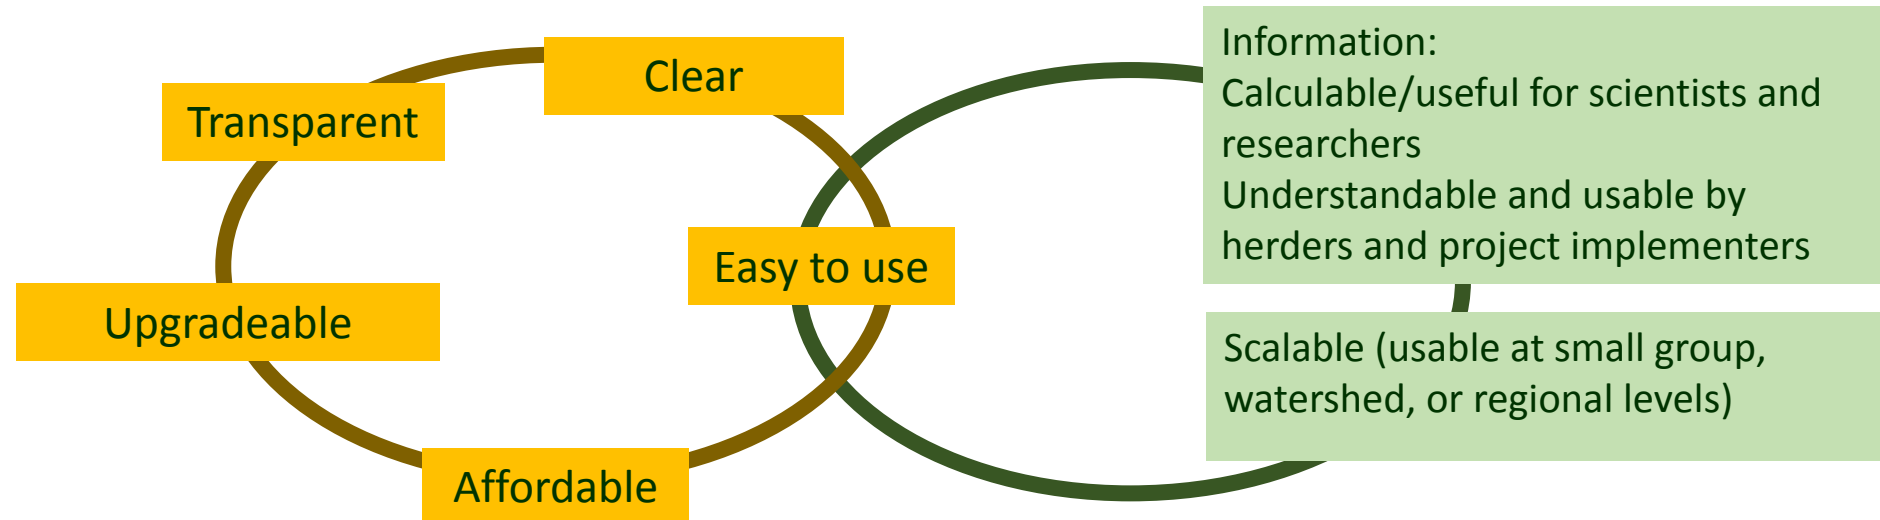 Clear
Transparent
Easy to use
Upgradeable
Affordable
Information:
Calculable/useful for scientists and
researchers
Understandable and usable by
herders and project implementers
Scalable (usable at small group,
watershed, or regional levels)